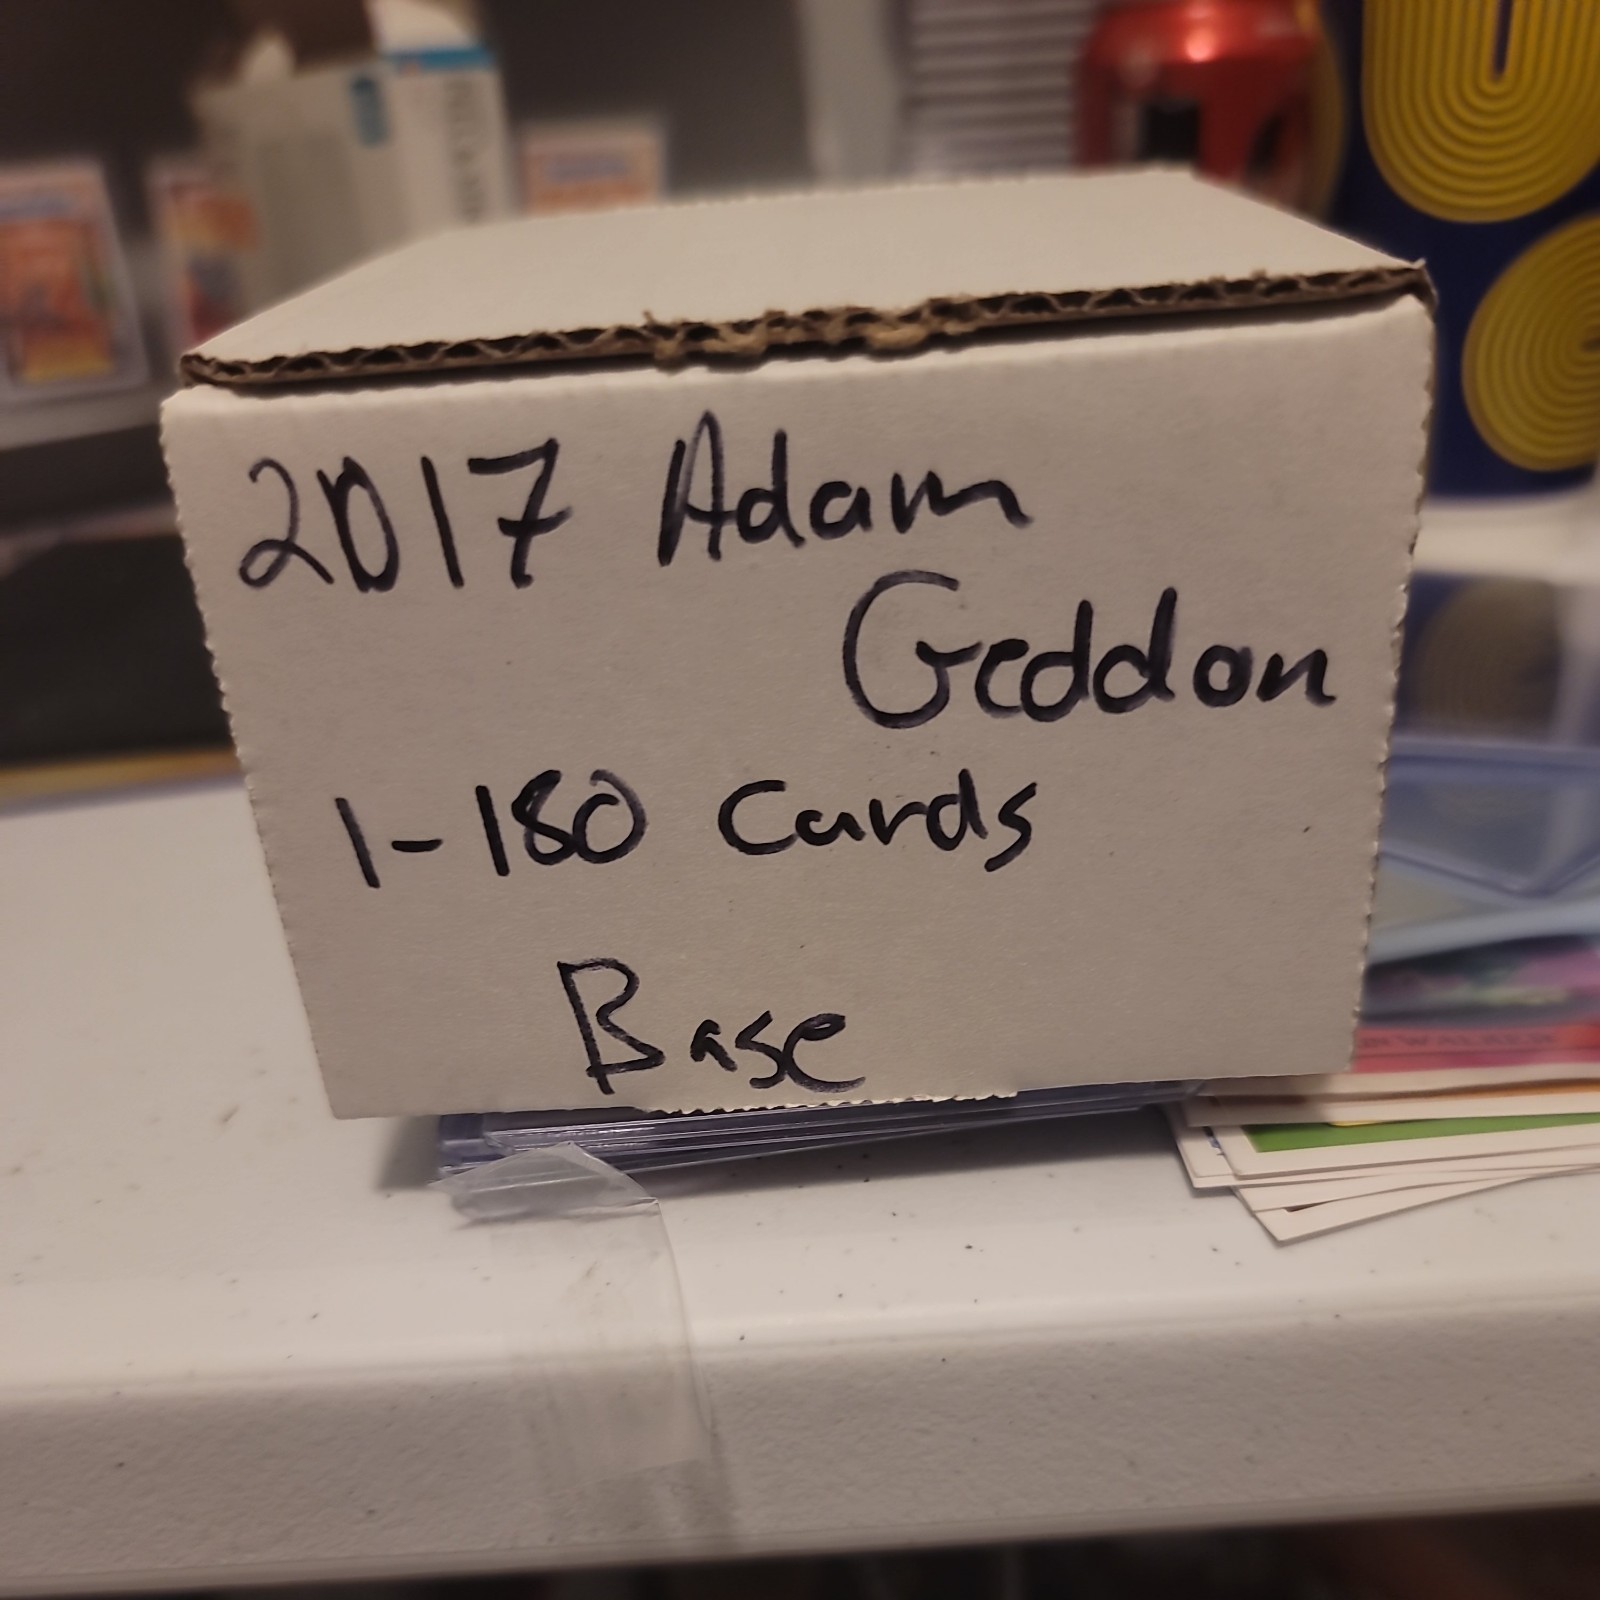 2017 Adam
Geddon
1-180 Cards
Base